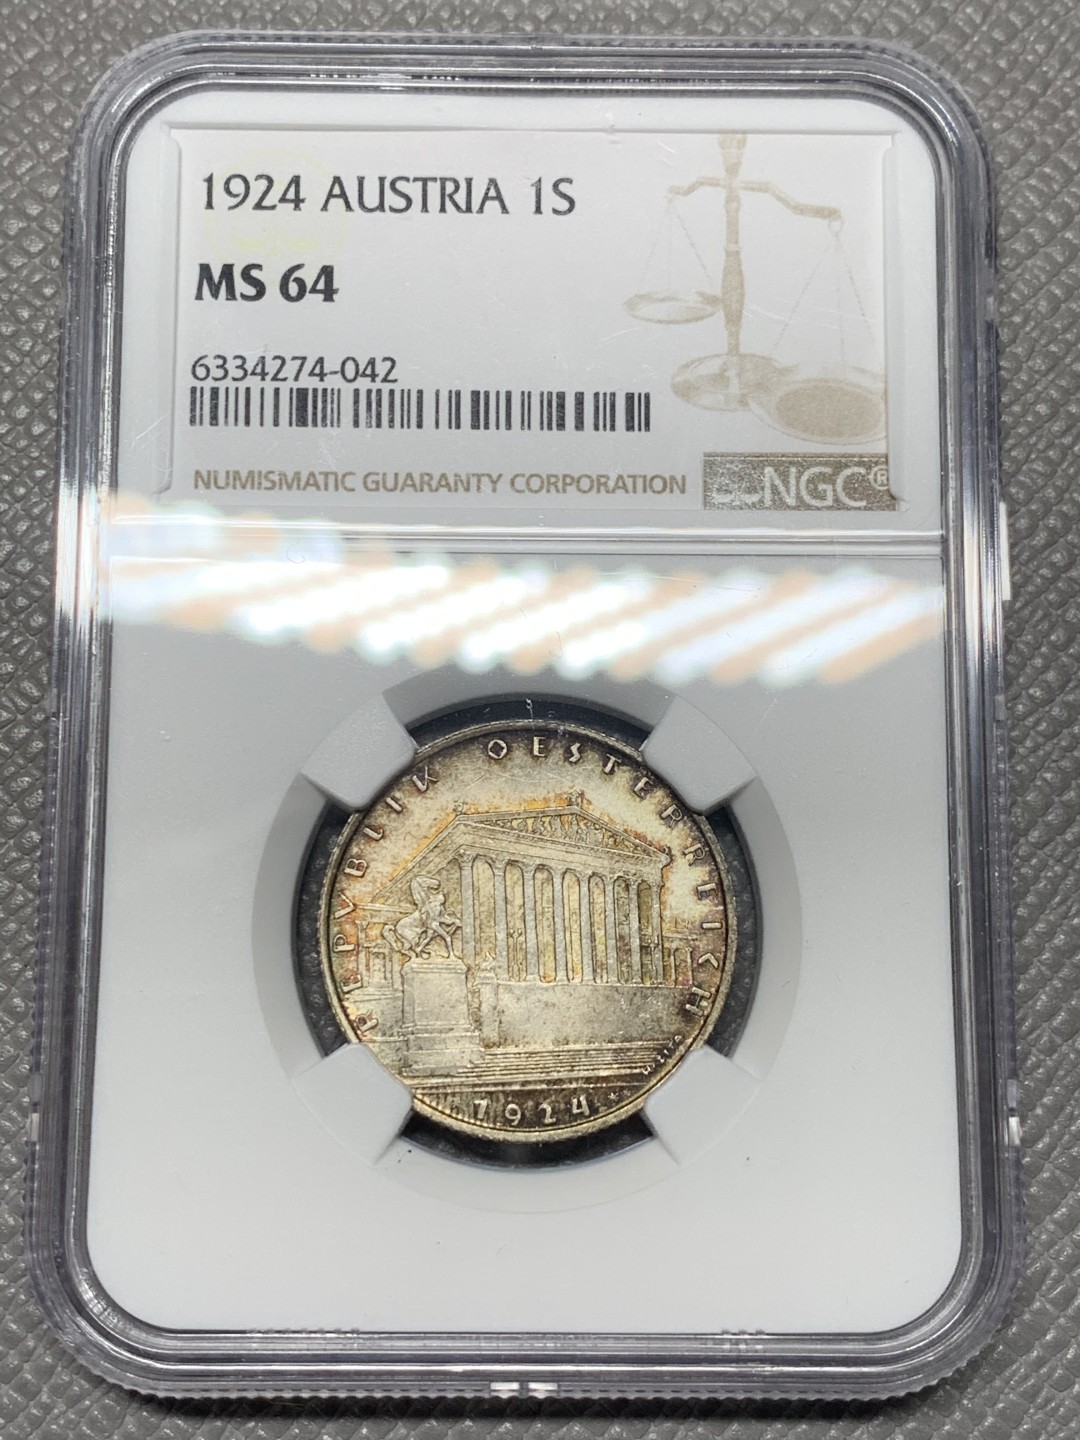 1924 AUSTRIA 1S
MS 64
6334274-042
NUMISMATIC GUARANTY CORPORATION
NGC®
REPVBLIK OESTERREICH
1924